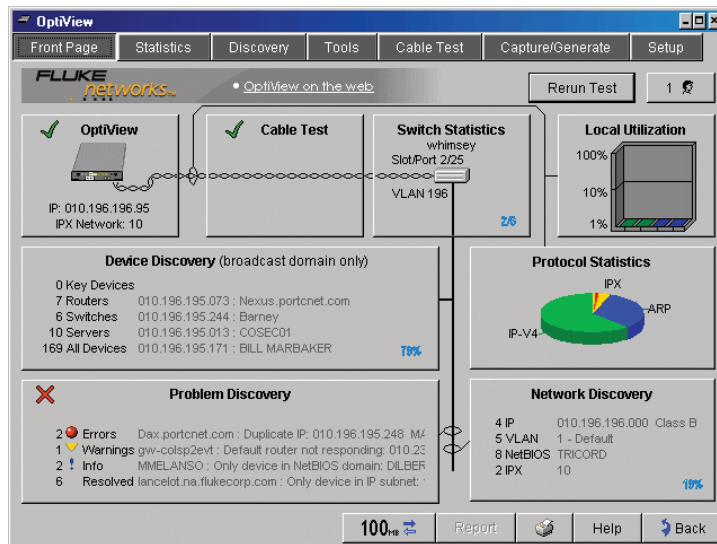 OptiView
Front Page Statistics Discovery Tools Cable Test Capture/Generate Setup
FLUKE
networks™
• OptiView on the web
Rerun Test
1
OptiView
IP: 010.196.196.95
IPX Network: 10
Cable Test
Switch Statistics
whimsey
Slot/Port 2/25
VLAN 196
2/6
Local Utilization
100%
10%
1%
Device Discovery (broadcast domain only)
0 Key Devices
7 Routers 010.196.195.073 : Nexus.portcnet.com
6 Switches 010.196.195.244 : Barney
10 Servers 010.196.195.013 : COSEC01
169 All Devices 010.196.195.171 : BILL MARBAKER
79%
Protocol Statistics
IPX
ARP
IP-V4
Problem Discovery
2 Errors Dax.portcnet.com : Duplicate IP: 010.196.195.248 MA
1 Warnings gw-colsp2evt : Default router not responding: 010.23
2 ! Info MMELANSO : Only device in NetBIOS domain: DILBER
6 Resolved lancelot.na.flukecorp.com : Only device in IP subnet:
Network Discovery
4 IP 010.196.196.000 Class B
5 VLAN 1 - Default
8 NetBIOS TRICORD
2 IPX 10
19%
100MB
Report
Help
Back